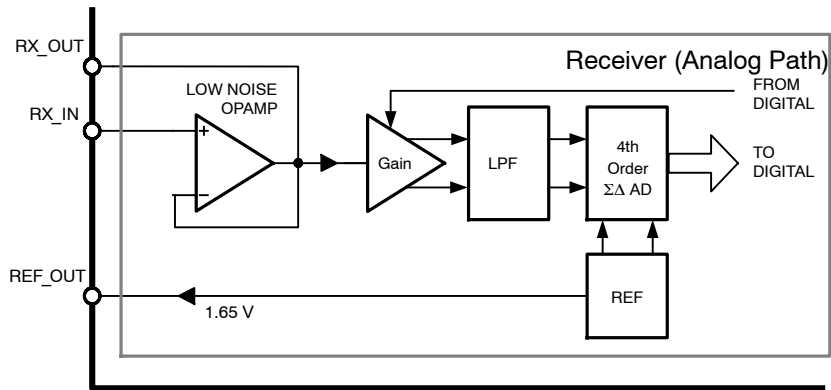 RX_OUT
Receiver (Analog Path)
LOW NOISE
OPAMP
FROM
DIGITAL
RX_IN
+
−
Gain
LPF
4th
Order
ΣΔ AD
TO
DIGITAL
REF_OUT
1.65 V
REF